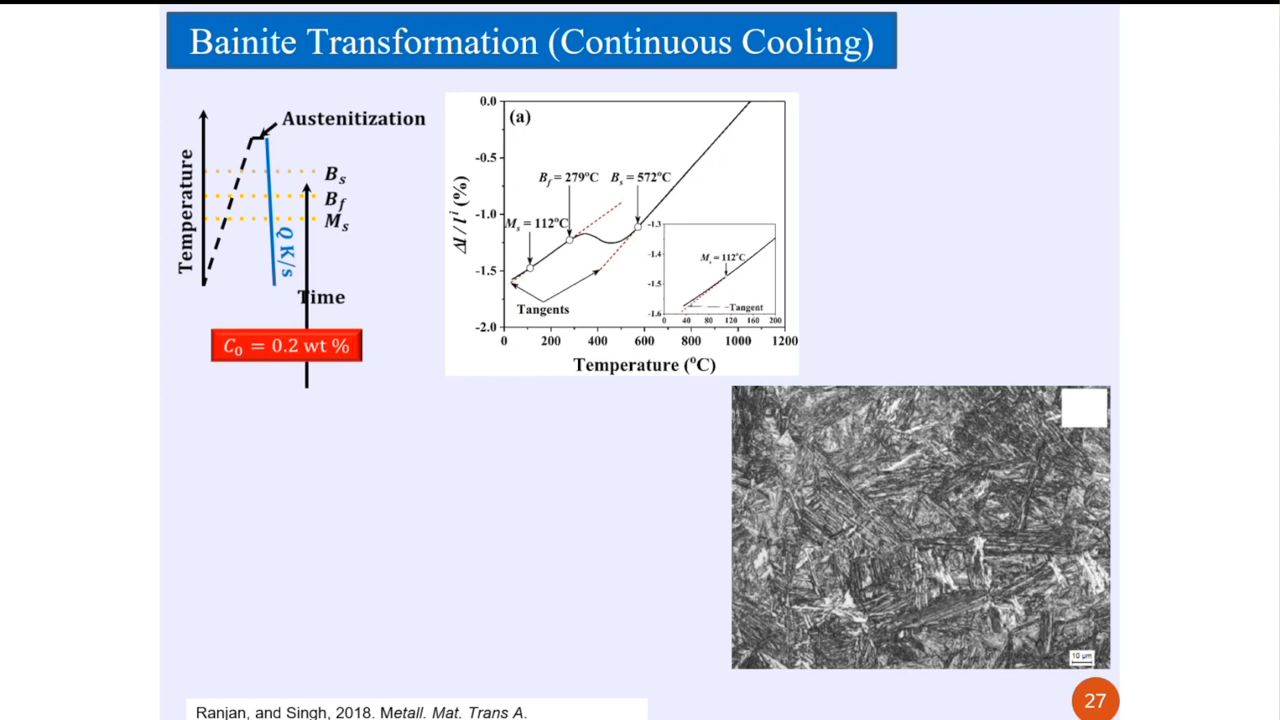 Bainite Transformation (Continuous Cooling)
Austenitization
Temperature
B_s
B_f
M_s
Q K/s
Time
C_0 = 0.2 wt %
(a)
0.0
-0.5
-1.0
-1.5
-2.0
Δl / l^i (%)
B_f = 279°C B_s = 572°C
M_s = 112°C
Tangents
0 200 400 600 800 1000 1200
Temperature (°C)
-1.3
-1.4
-1.5
-1.6
M_s = 112°C
Tangent
0 40 80 120 160 200
10 µm
27
Ranjan, and Singh, 2018. Metall. Mat. Trans A.